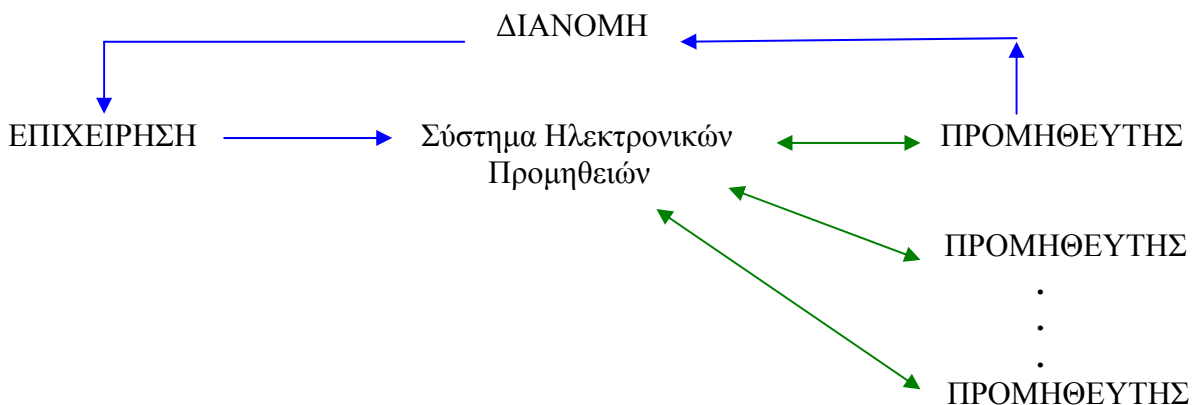 ΔΙΑΝΟΜΗ
ΕΠΙΧΕΙΡΗΣΗ
Σύστημα Ηλεκτρονικών
Προμηθειών
ΠΡΟΜΗΘΕΥΤΗΣ
ΠΡΟΜΗΘΕΥΤΗΣ
.
.
.
ΠΡΟΜΗΘΕΥΤΗΣ